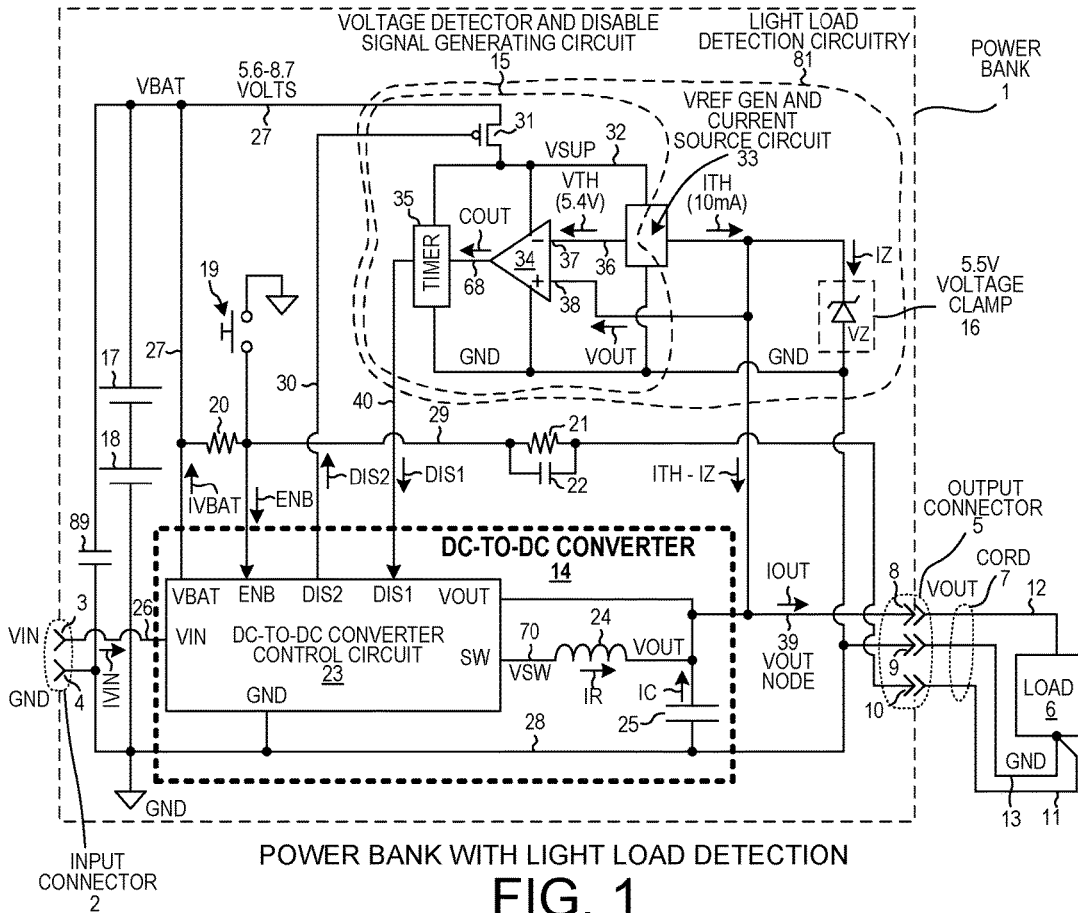 VOLTAGE DETECTOR AND DISABLE
SIGNAL GENERATING CIRCUIT
15
LIGHT LOAD
DETECTION CIRCUITRY
81
POWER
BANK
1
VBAT
5.6-8.7
VOLTS
27
27
31
VREF GEN AND
CURRENT
SOURCE CIRCUIT
33
VSUP
32
VTH
(5.4V)
ITH
(10mA)
35
COUT
TIMER
68
34
37
36
38
VOUT
GND
GND
IZ
VZ
5.5V
VOLTAGE
CLAMP
16
19
27
17
18
20
30
40
29
21
22
IVBAT
ENB
DIS2
DIS1
ITH - IZ
89
DC-TO-DC CONVERTER
14
OUTPUT
CONNECTOR
5
CORD
7
VBAT
ENB
DIS2
DIS1
VOUT
IOUT
8
VOUT
12
3
26
VIN
VIN
DC-TO-DC CONVERTER
CONTROL CIRCUIT
23
SW
70
24
VOUT
39
VOUT
NODE
9
VSW
IR
GND
4
IVIN
GND
IC
25
10
LOAD
6
28
GND
GND
13
11
INPUT
CONNECTOR
2
POWER BANK WITH LIGHT LOAD DETECTION
FIG. 1